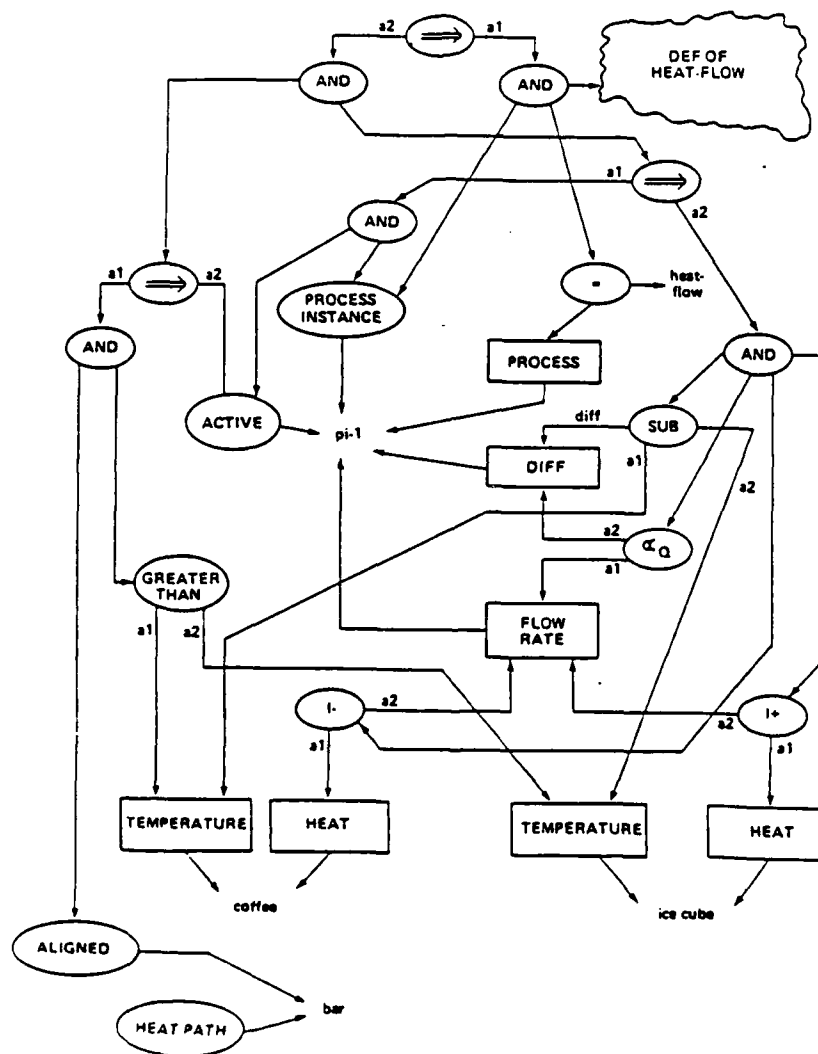 a2
a1
DEF OF
HEAT-FLOW
AND
AND
a1
a2
AND
a1
a2
PROCESS
INSTANCE
=
heat-
flow
AND
PROCESS
AND
ACTIVE
pi-1
diff
SUB
a1
DIFF
a2
a2
αQ
a1
GREATER
THAN
a1
a2
FLOW
RATE
I-
a2
a1
I+
a2
a1
TEMPERATURE
HEAT
TEMPERATURE
HEAT
coffee
ice cube
ALIGNED
bar
HEAT PATH